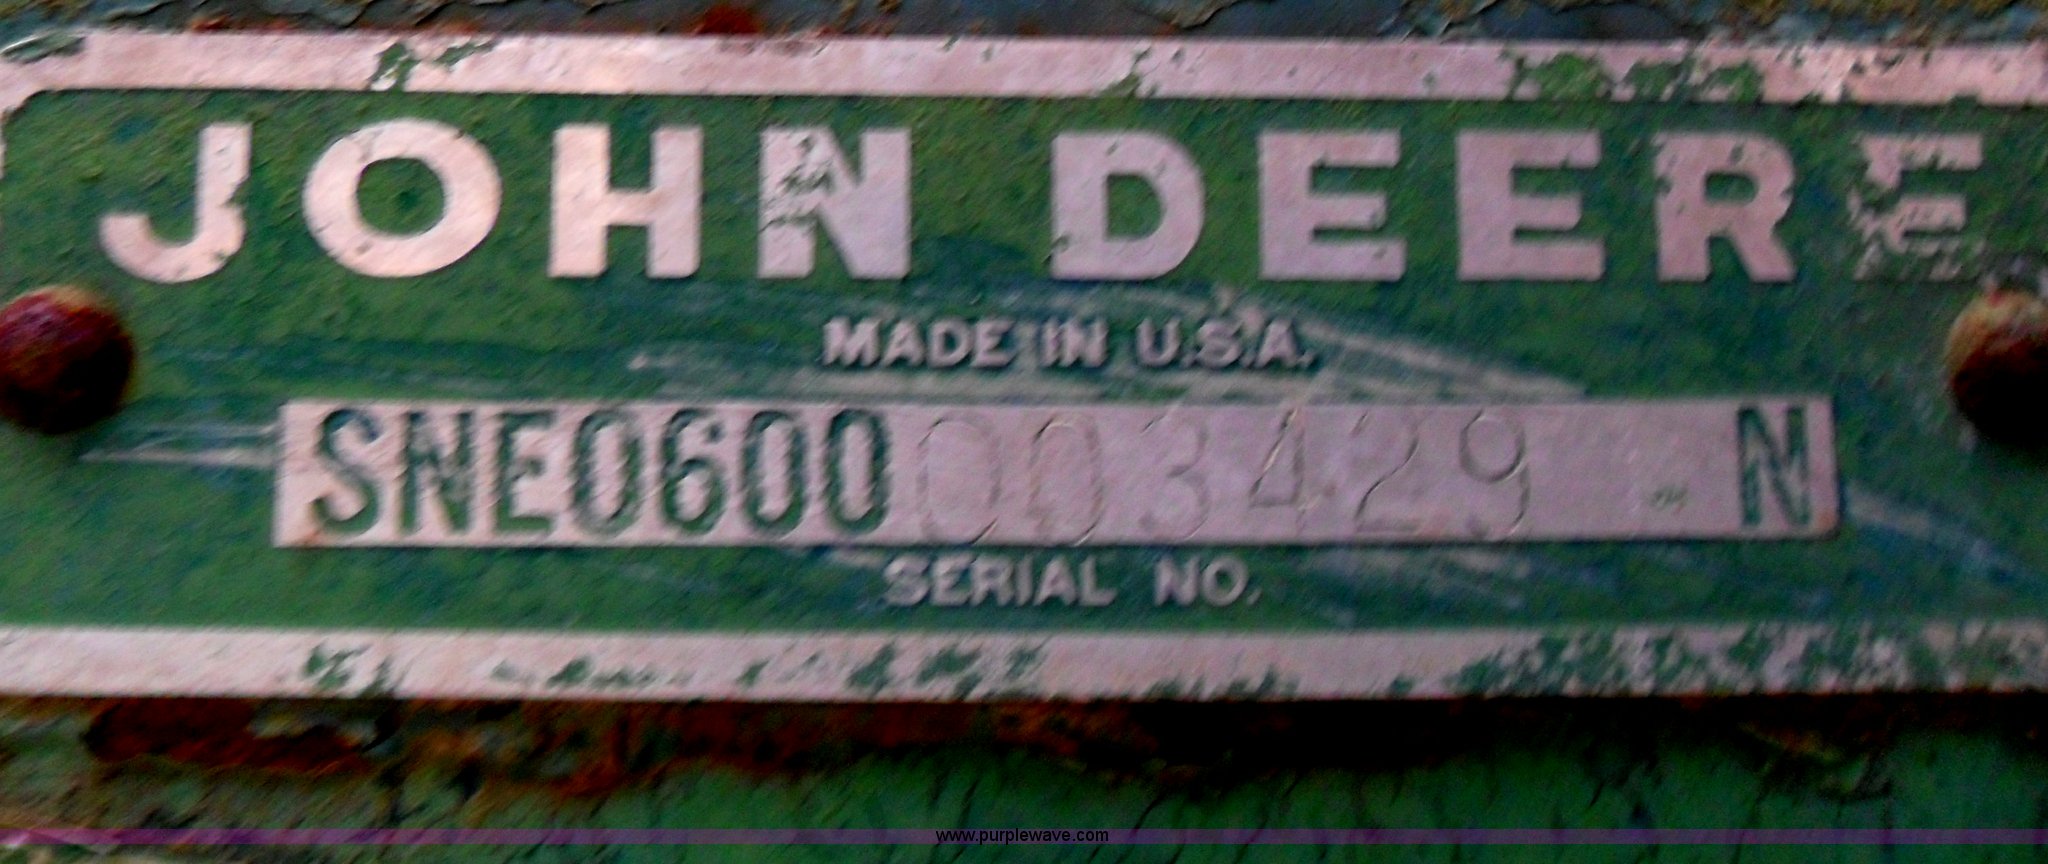 JOHN DEERE
MADE IN U.S.A.
SNE0600003429 N
SERIAL NO.
www.purplewave.com